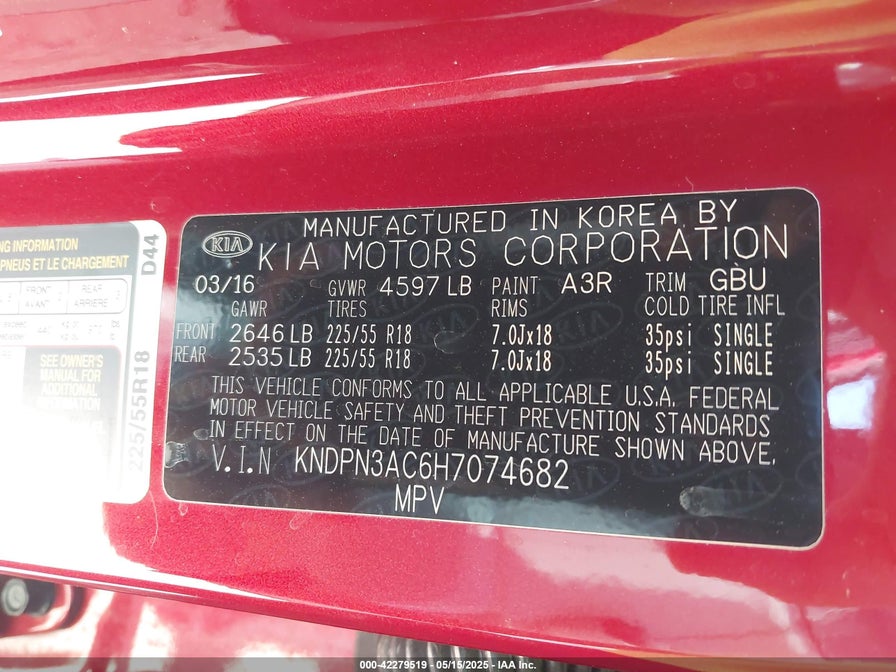 NG INFORMATION
PNEUS ET LE CHARGEMENT
D44
FRONT
AVANT
REAR
ARRIÈRE
SEE OWNER'S
MANUAL FOR
ADDITIONAL
INFORMATION
225/55R18
KIA
MANUFACTURED IN KOREA BY
KIA MOTORS CORPORATION
03/16 GVWR 4597 LB PAINT A3R TRIM GBU
GAWR TIRES RIMS COLD TIRE INFL
FRONT 2646 LB 225/55 R18 7.0Jx18 35psi SINGLE
REAR 2535 LB 225/55 R18 7.0Jx18 35psi SINGLE
THIS VEHICLE CONFORMS TO ALL APPLICABLE U.S.A. FEDERAL
MOTOR VEHICLE SAFETY AND THEFT PREVENTION STANDARDS
IN EFFECT ON THE DATE OF MANUFACTURE SHOWN ABOVE.
V.I.N KNDPN3AC6H7074682
MPV
000-42279519 - 05/15/2025 - IAA Inc.